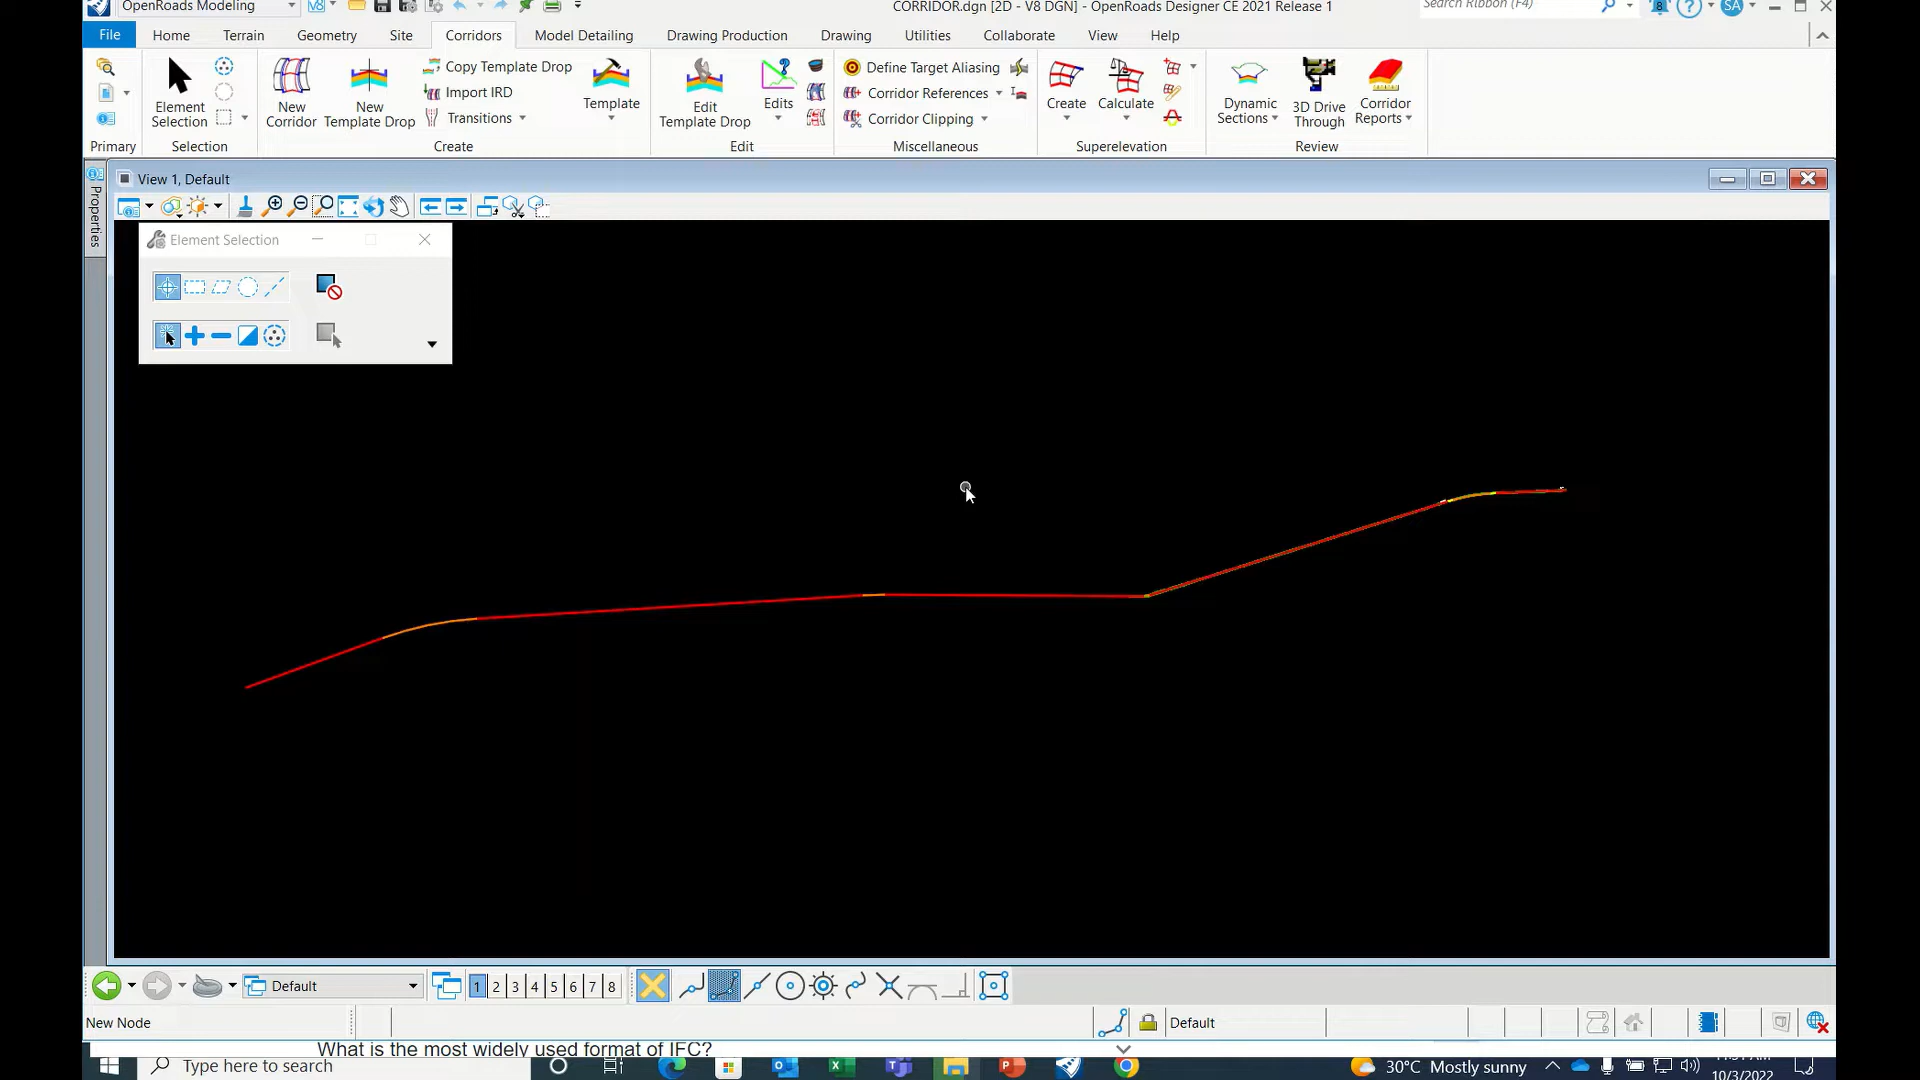 OpenRoads Modeling
CORRIDOR.dgn [2D - V8 DGN] - OpenRoads Designer CE 2021 Release 1
Search Ribbon (F4)
SA
File
Home
Terrain
Geometry
Site
Corridors
Model Detailing
Drawing Production
Drawing
Utilities
Collaborate
View
Help
Element
Selection
New
Corridor
New
Template Drop
Copy Template Drop
Import IRD
Transitions
Template
Edit
Template Drop
Edits
Define Target Aliasing
Corridor References
Corridor Clipping
Create
Calculate
Dynamic
Sections
3D Drive
Through
Corridor
Reports
Primary
Selection
Create
Edit
Miscellaneous
Superelevation
Review
View 1, Default
Properties
Element Selection
Default
1 2 3 4 5 6 7 8
New Node
Default
What is the most widely used format of IFC?
Type here to search
30°C Mostly sunny
10/3/2022